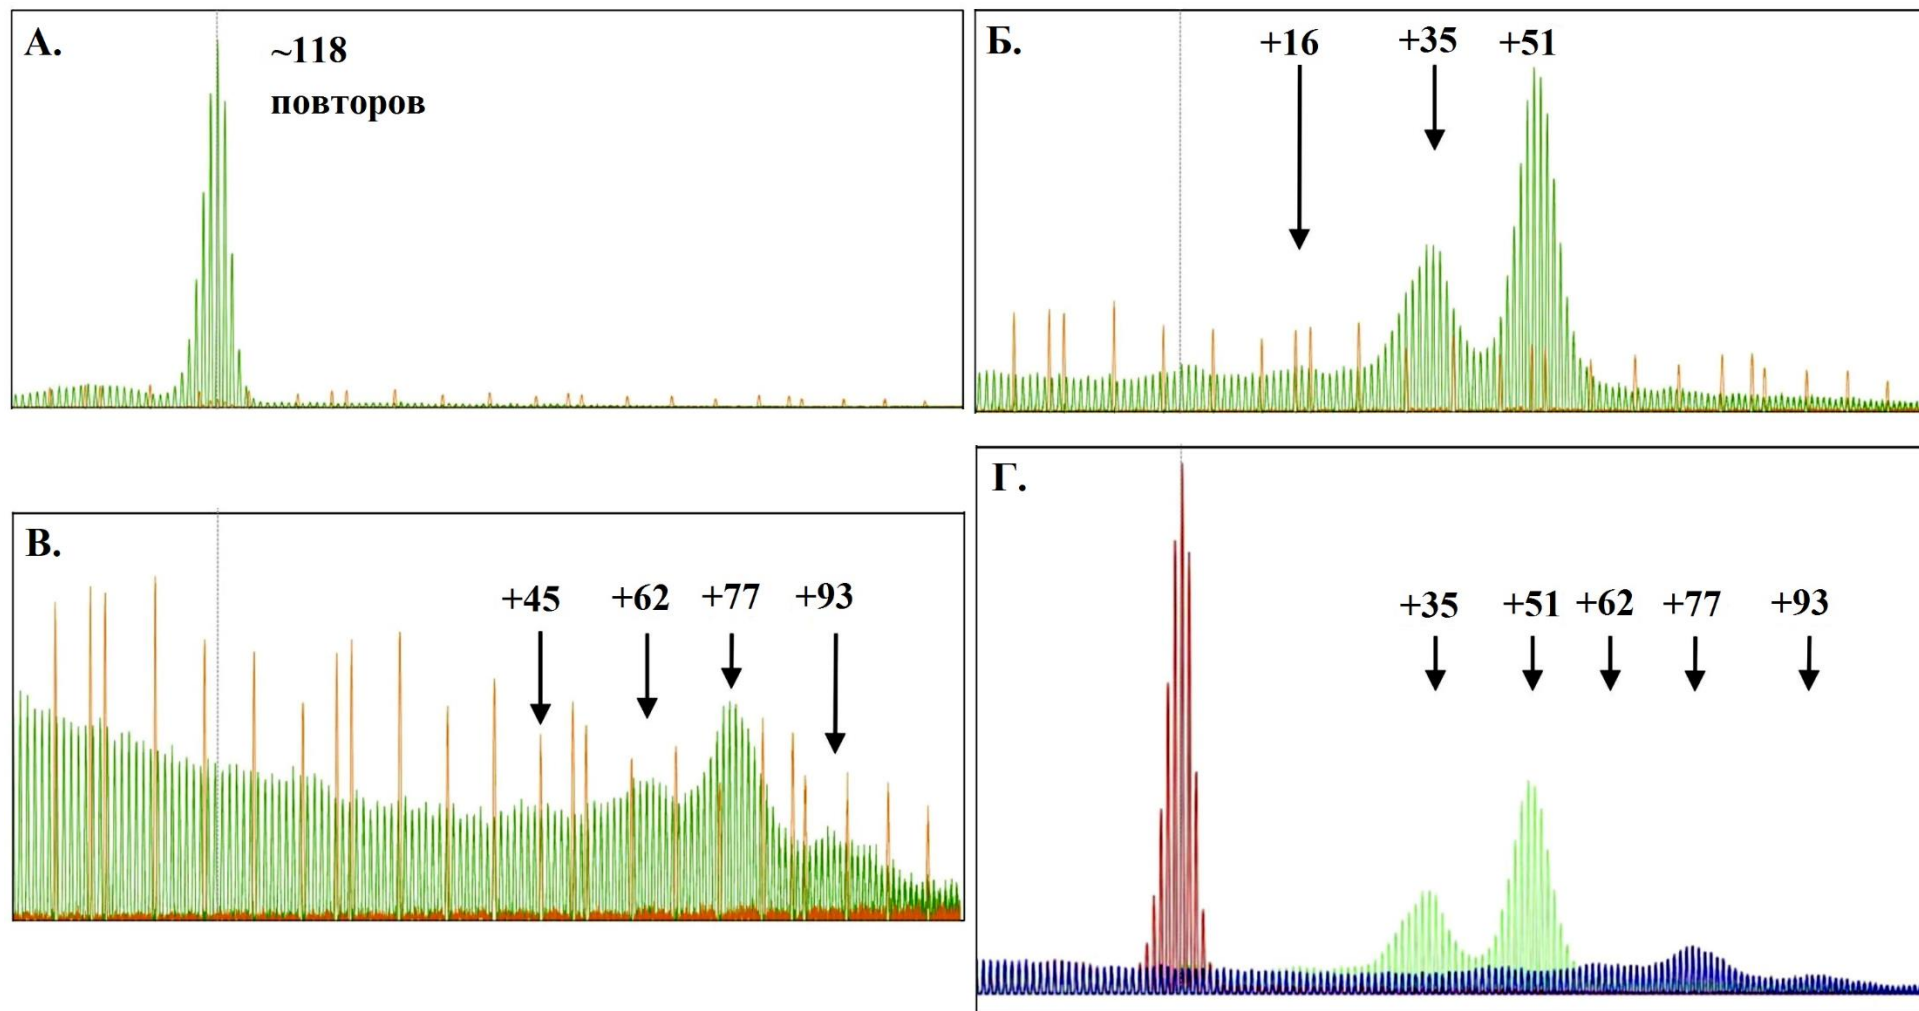 А.
~118
повторов
Б.
+16 +35 +51
В.
+45 +62 +77 +93
Г.
+35 +51 +62 +77 +93